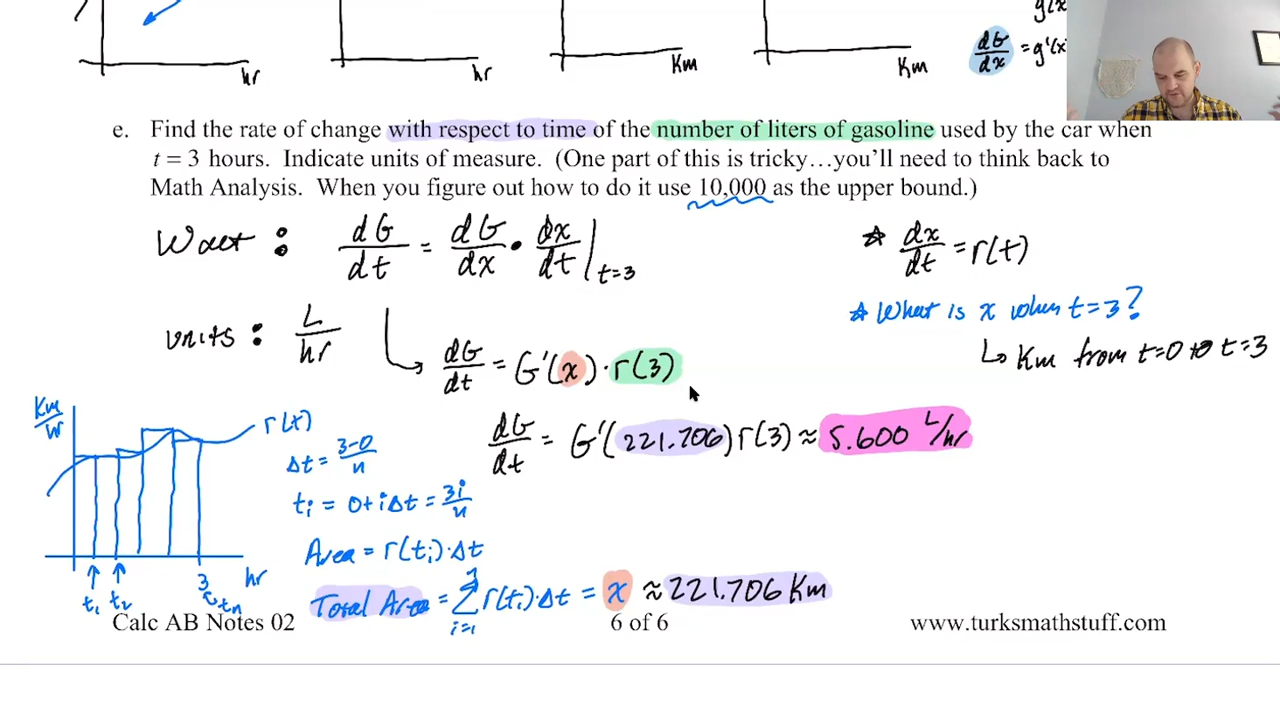 hr
hr
Km
Km
g(x
dG/dx = g'(x
e. Find the rate of change with respect to time of the number of liters of gasoline used by the car when
t = 3 hours. Indicate units of measure. (One part of this is tricky…you'll need to think back to
Math Analysis. When you figure out how to do it use 10,000 as the upper bound.)
Want : dG/dt = dG/dx • dx/dt | t=3
☆ dx/dt = r(t)
☆ What is x when t=3?
↳ Km from t=0 to t=3
units : L/hr
dG/dt = G'(x) · r(3)
dG/dt = G'(221.706) r(3) ≈ 5.600 L/hr
Km/hr
r(t)
Δt = 3-0/n
ti = 0+iΔt = 3i/n
Area = r(ti)·Δt
3
hr
t1 t2 tn
Total Area = Σ i=1 n r(ti)·Δt = x ≈ 221.706 Km
Calc AB Notes 02 6 of 6 www.turksmathstuff.com